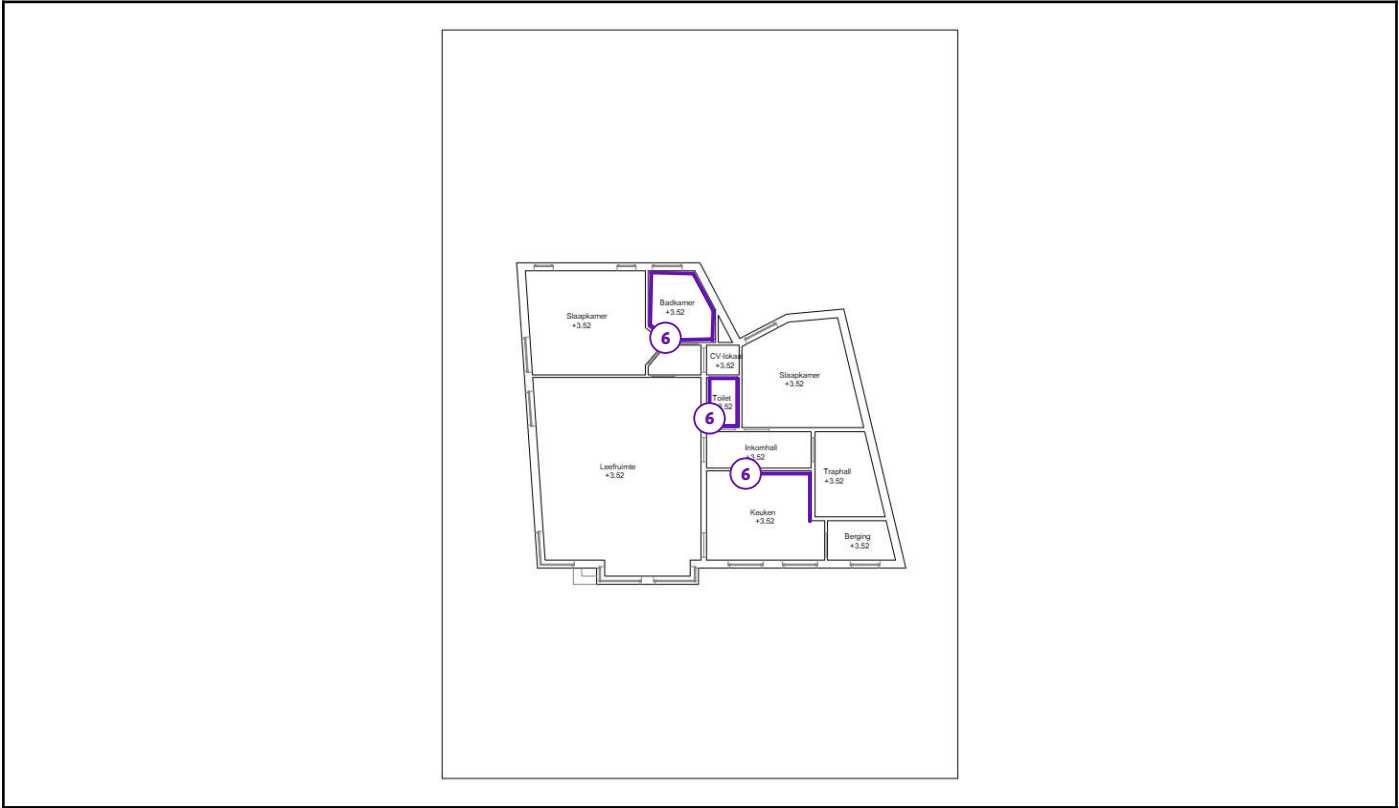 Badkamer
+3.52
Slaapkamer
+3.52
6
CV-lokaal
+3.52
Slaapkamer
+3.52
Toilet
+3.52
6
Inkomhall
+3.52
Leefruimte
+3.52
6
Traphall
+3.52
Keuken
+3.52
Berging
+3.52